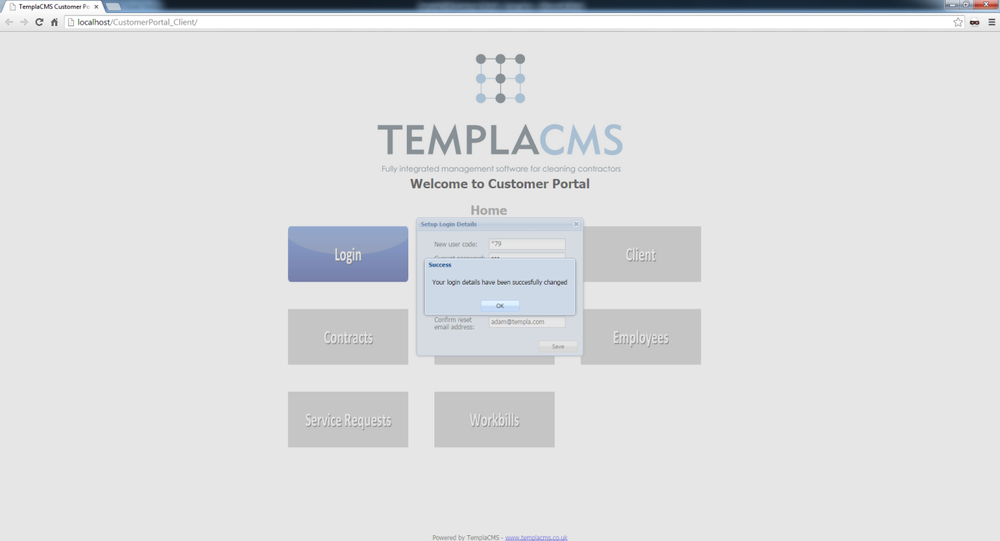 TemplaCMS Customer Po
localhost/CustomerPortal_Client/
TEMPLACMS
Fully integrated management software for cleaning contractors
Welcome to Customer Portal
Home
Setup Login Details
New user code: *79
Current password: ***
Success
Your login details have been succesfully changed
OK
Confirm reset
email address: adam@templa.com
Save
Login
Client
Contracts
Employees
Service Requests
Workbills
Powered by TemplaCMS - www.templacms.co.uk